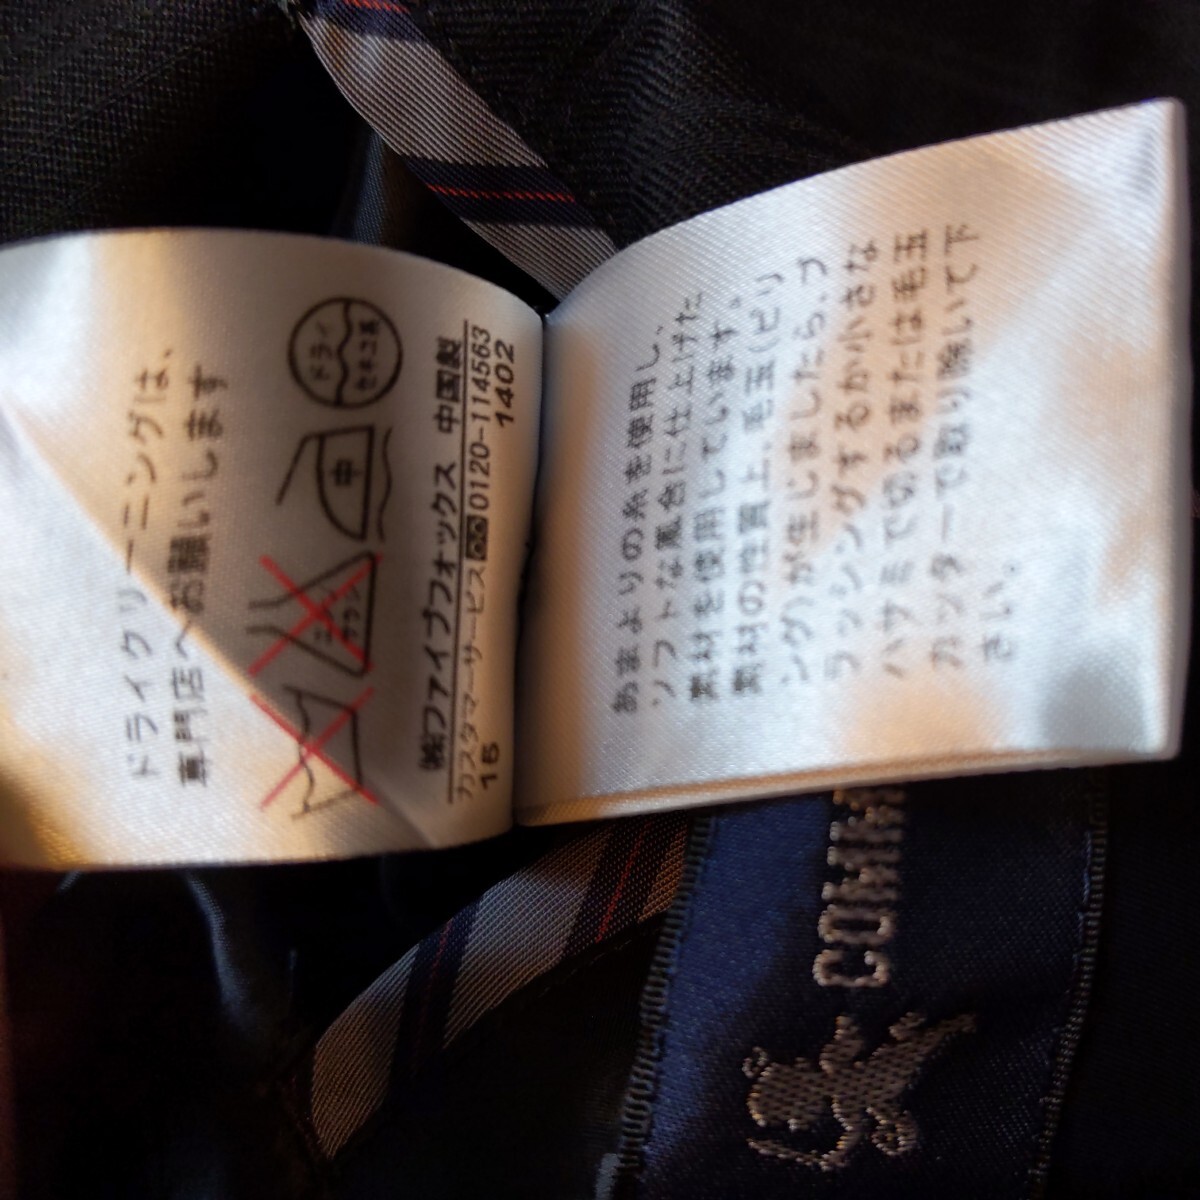 ドライクリーニングは、
専門店へお願いします
ドライ
セキユ系
中
エンソ
サラシ
㈱ファイブフォックス 中国製
カスタマーサービス 0120-114563
15 1402
あまよりの糸を使用し、
ソフトな風合に仕上げた
素材を使用しています。
素材の性質上、毛玉(ピリ
ング)が生じましたら、ブ
ラッシングするか小さな
ハサミで切るまたは毛玉
カッターで取り除いて下
さい。
COMM